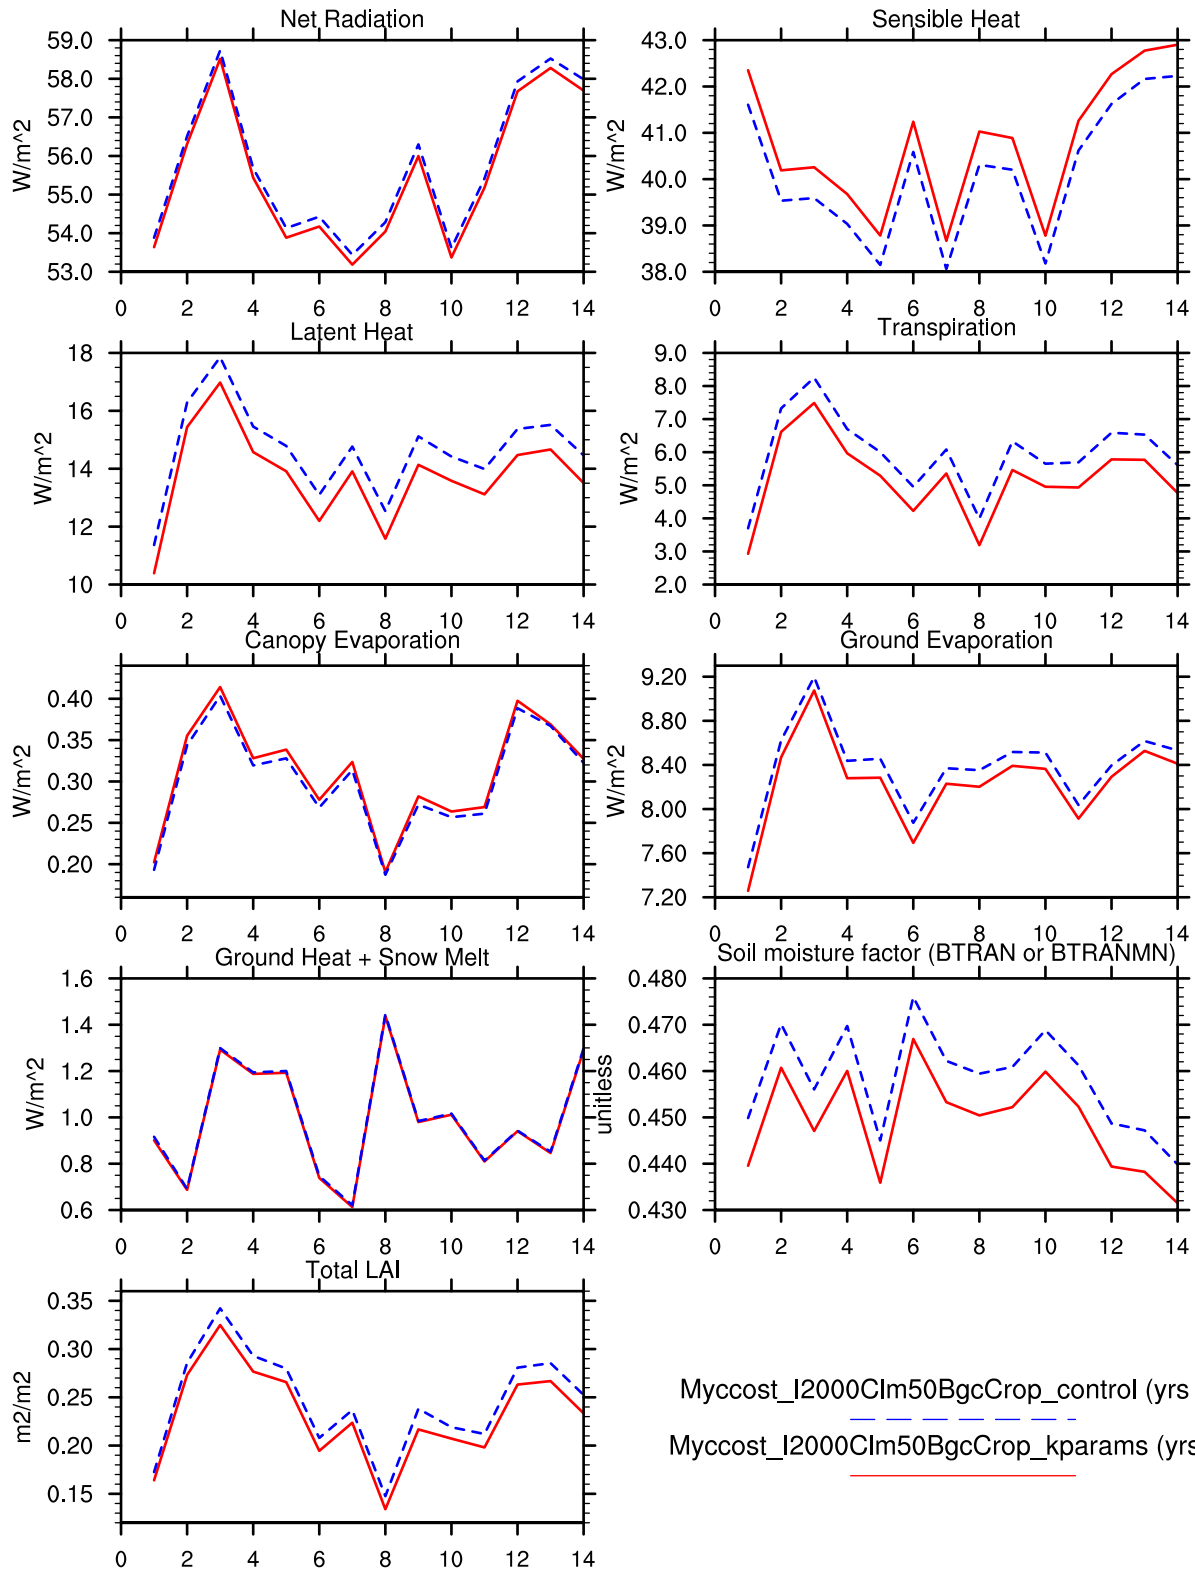 Net Radiation
Sensible Heat
W/m^2
59.0
58.0
57.0
56.0
55.0
54.0
53.0
0 2 4 6 8 10 12 14
W/m^2
43.0
42.0
41.0
40.0
39.0
38.0
0 2 4 6 8 10 12 14
Latent Heat
Transpiration
W/m^2
18
16
14
12
10
0 2 4 6 8 10 12 14
W/m^2
9.0
8.0
7.0
6.0
5.0
4.0
3.0
2.0
0 2 4 6 8 10 12 14
Canopy Evaporation
Ground Evaporation
W/m^2
0.40
0.35
0.30
0.25
0.20
0 2 4 6 8 10 12 14
W/m^2
9.20
8.80
8.40
8.00
7.60
7.20
0 2 4 6 8 10 12 14
Ground Heat + Snow Melt
Soil moisture factor (BTRAN or BTRANMN)
W/m^2
1.6
1.4
1.2
1.0
0.8
0.6
0 2 4 6 8 10 12 14
unitless
0.480
0.470
0.460
0.450
0.440
0.430
0 2 4 6 8 10 12 14
Total LAI
m2/m2
0.35
0.30
0.25
0.20
0.15
0 2 4 6 8 10 12 14
Myccost_I2000Clm50BgcCrop_control (yrs
Myccost_I2000Clm50BgcCrop_kparams (yrs